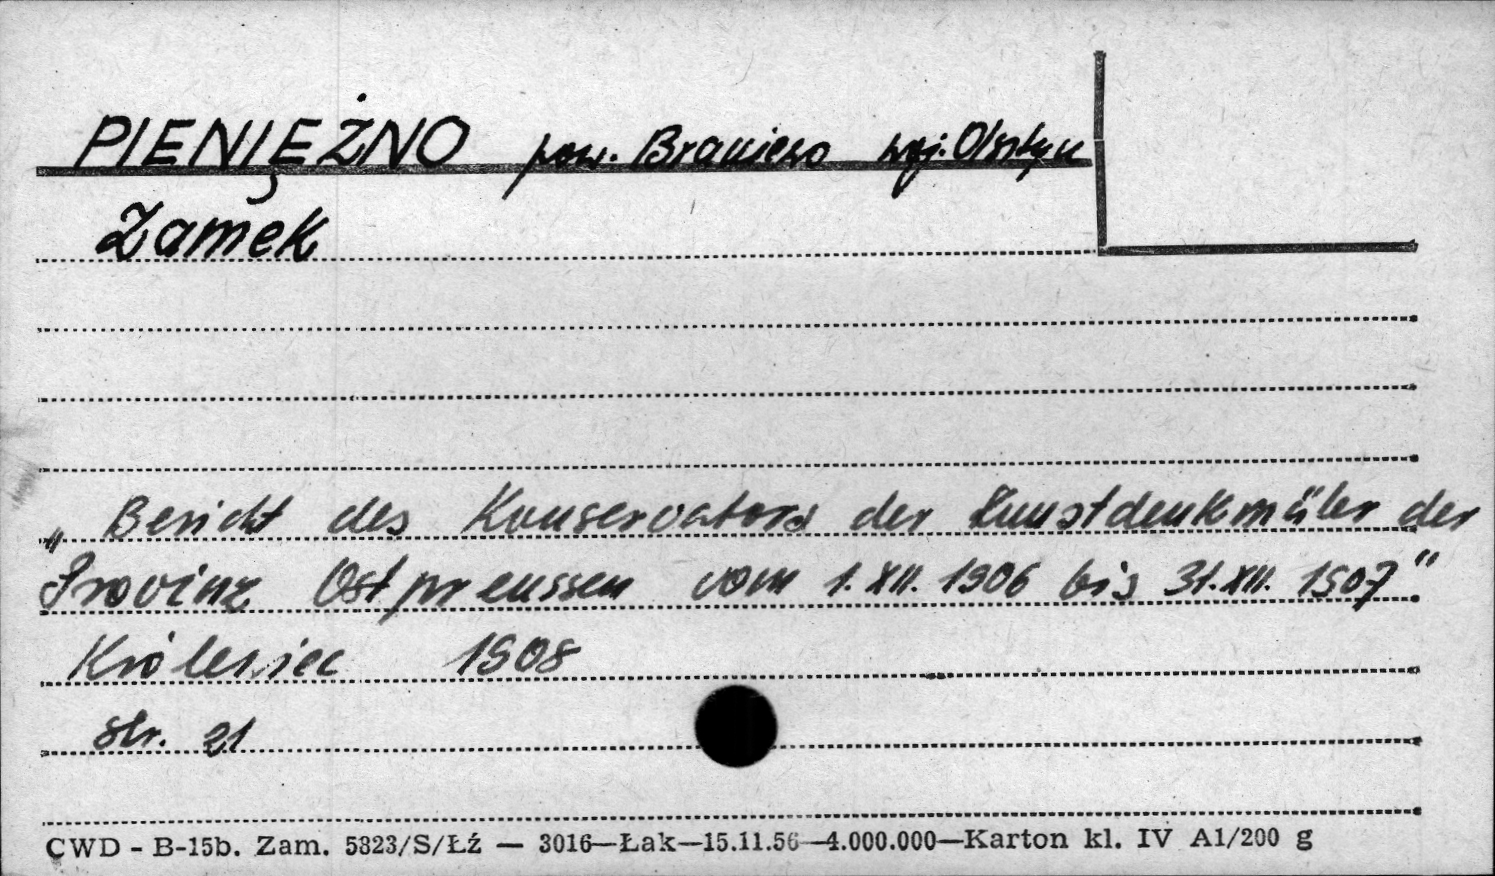 PIENIĘŻNO pow. Braniewo woj. Olsztyn
Zamek
„Bericht des Konservators der Kunstdenkmäler der
Provinz Ostpreussen vom 1.XII.1906 bis 31.XII.1907"
Królewiec 1908
str. 21
CWD - B-15b. Zam. 5823/S/Łź — 3016—Łak—15.11.56—4.000.000—Karton kl. IV A1/200 g